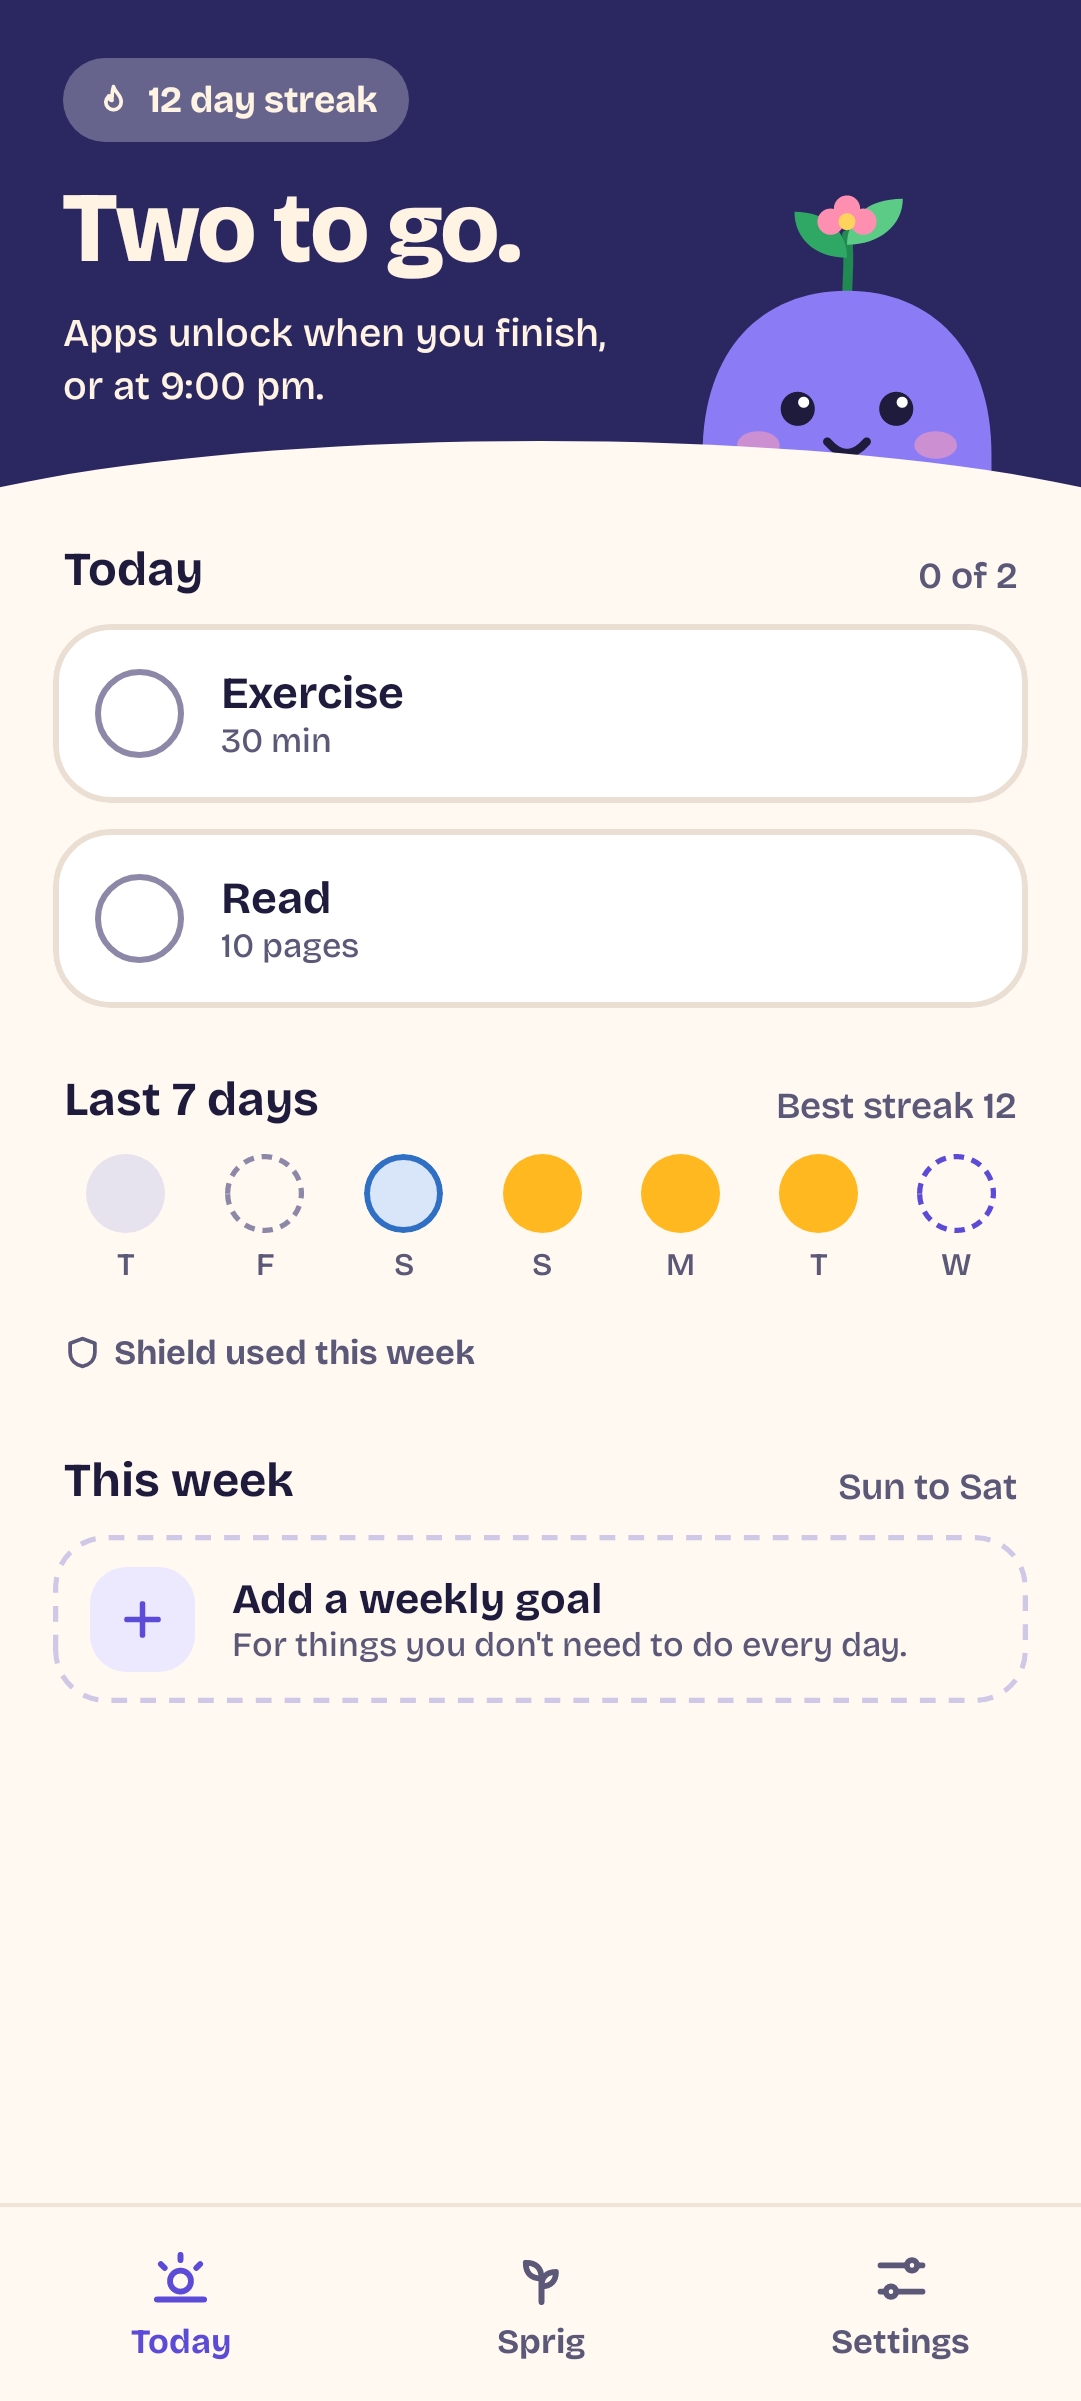 12 day streak
Two to go.
Apps unlock when you finish,
or at 9:00 pm.
Today
0 of 2
Exercise
30 min
Read
10 pages
Last 7 days
Best streak 12
T F S S M T W
Shield used this week
This week
Sun to Sat
Add a weekly goal
For things you don't need to do every day.
Today Sprig Settings